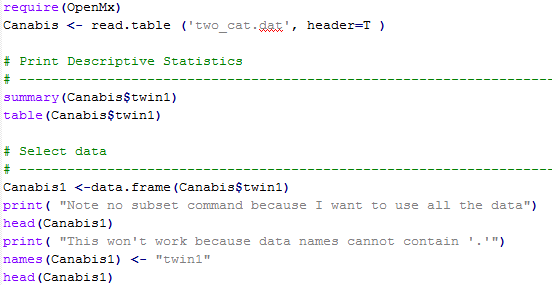 require(OpenMx)
Canabis <- read.table ('two_cat.dat', header=T )
# Print Descriptive Statistics
# -----------------------------------------------------------------------
summary(Canabis$twin1)
table(Canabis$twin1)
# Select data
# -----------------------------------------------------------------------
Canabis1 <-data.frame(Canabis$twin1)
print( "Note no subset command because I want to use all the data")
head(Canabis1)
print( "This won't work because data names cannot contain '.'")
names(Canabis1) <- "twin1"
head(Canabis1)